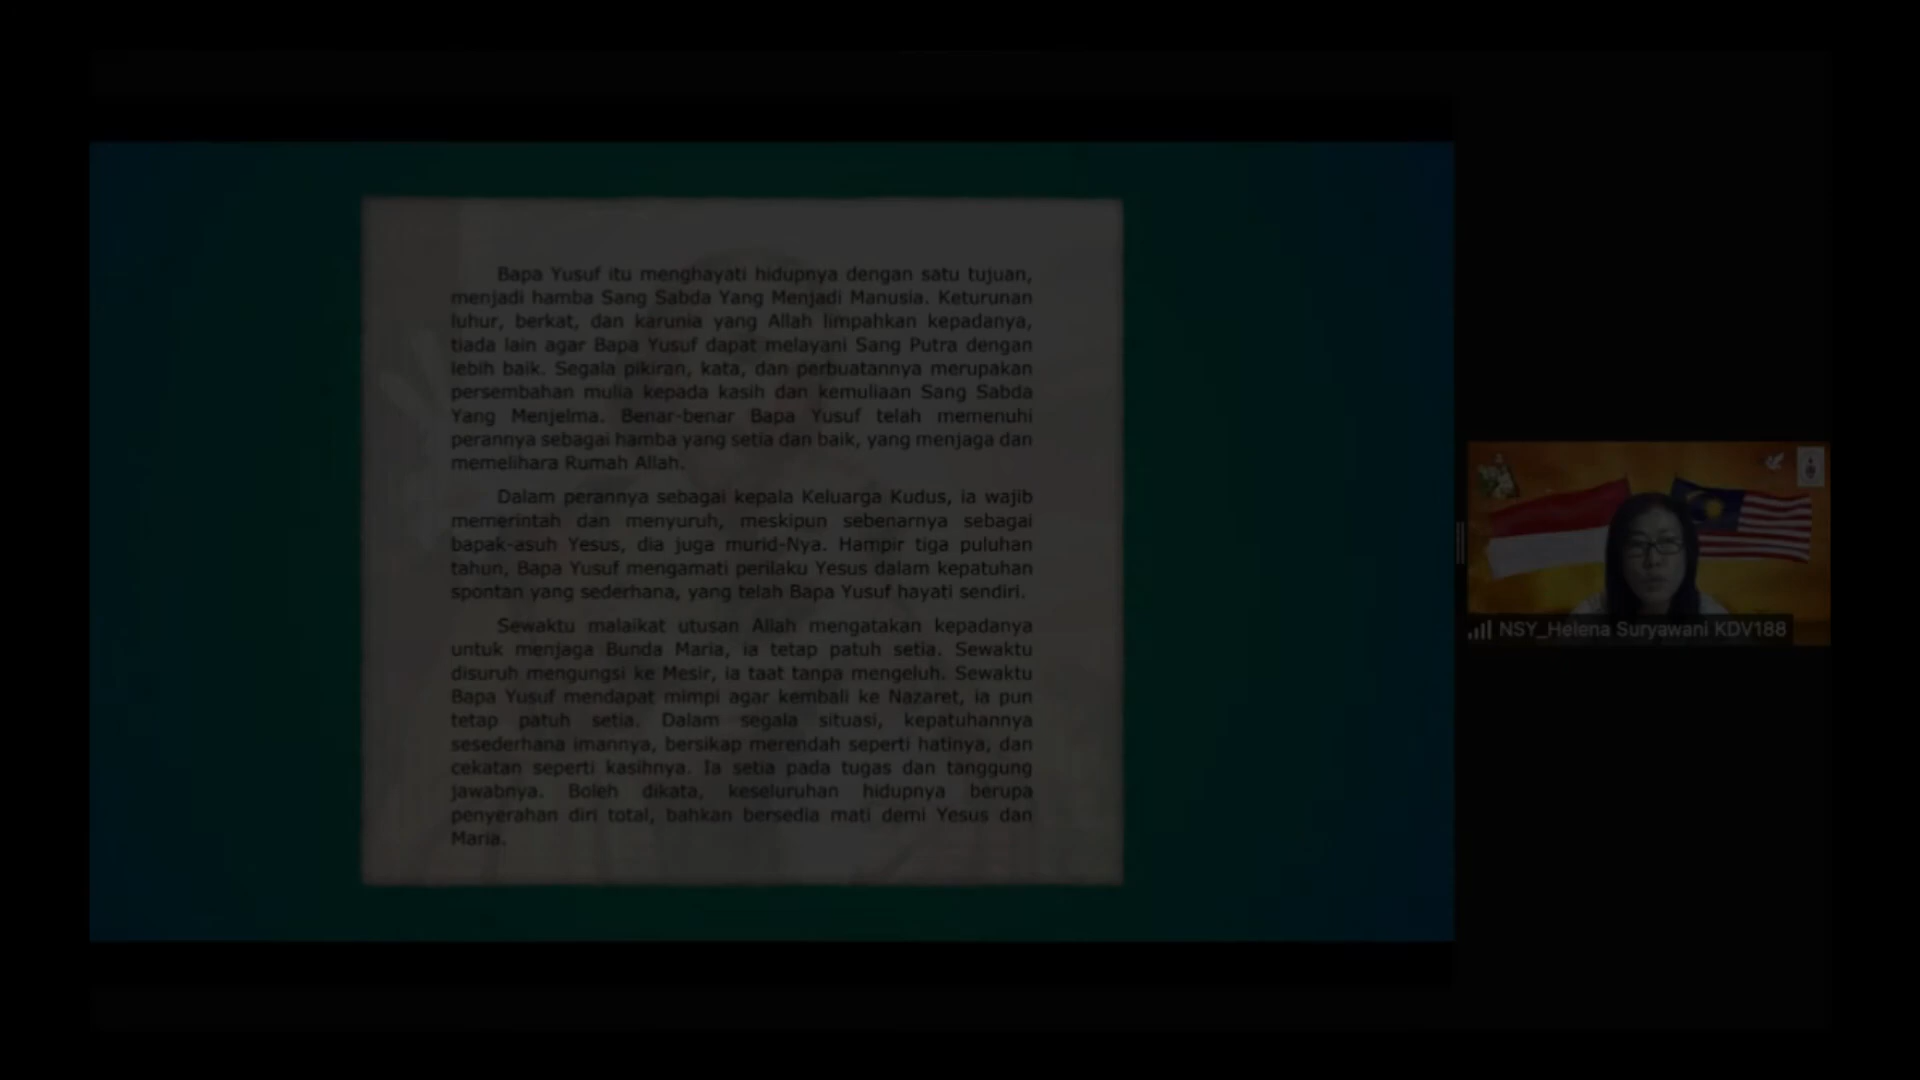 Bapa Yusuf itu menghayati hidupnya dengan satu tujuan,
menjadi hamba Sang Sabda Yang Menjadi Manusia. Keturunan
luhur, berkat, dan karunia yang Allah limpahkan kepadanya,
tiada lain agar Bapa Yusuf dapat melayani Sang Putra dengan
lebih baik. Segala pikiran, kata, dan perbuatannya merupakan
persembahan mulia kepada kasih dan kemuliaan Sang Sabda
Yang Menjelma. Benar-benar Bapa Yusuf telah memenuhi
perannya sebagai hamba yang setia dan baik, yang menjaga dan
memelihara Rumah Allah.
Dalam perannya sebagai kepala Keluarga Kudus, ia wajib
memerintah dan menyuruh, meskipun sebenarnya sebagai
bapak-asuh Yesus, dia juga murid-Nya. Hampir tiga puluhan
tahun, Bapa Yusuf mengamati perilaku Yesus dalam kepatuhan
spontan yang sederhana, yang telah Bapa Yusuf hayati sendiri.
Sewaktu malaikat utusan Allah mengatakan kepadanya
untuk menjaga Bunda Maria, ia tetap patuh setia. Sewaktu
disuruh mengungsi ke Mesir, ia taat tanpa mengeluh. Sewaktu
Bapa Yusuf mendapat mimpi agar kembali ke Nazaret, ia pun
tetap patuh setia. Dalam segala situasi, kepatuhannya
sesederhana imannya, bersikap merendah seperti hatinya, dan
cekatan seperti kasihnya. Ia setia pada tugas dan tanggung
jawabnya. Boleh dikata, keseluruhan hidupnya berupa
penyerahan diri total, bahkan bersedia mati demi Yesus dan
Maria.
NSY_Helena Suryawani KDV188